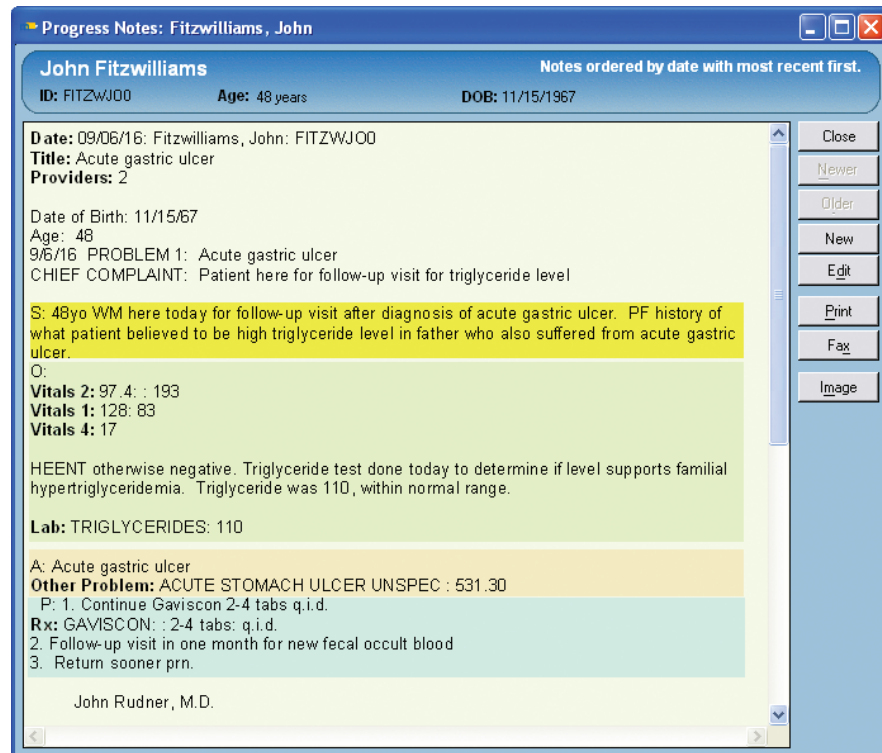 Progress Notes: Fitzwilliams, John
John Fitzwilliams
Notes ordered by date with most recent first.
ID: FITZWJ00 Age: 48 years DOB: 11/15/1967
Date: 09/06/16: Fitzwilliams, John: FITZWJO0
Title: Acute gastric ulcer
Providers: 2
Date of Birth: 11/15/67
Age: 48
9/6/16 PROBLEM 1: Acute gastric ulcer
CHIEF COMPLAINT: Patient here for follow-up visit for triglyceride level
S: 48yo WM here today for follow-up visit after diagnosis of acute gastric ulcer. PF history of
what patient believed to be high triglyceride level in father who also suffered from acute gastric
ulcer.
O:
Vitals 2: 97.4: : 193
Vitals 1: 128: 83
Vitals 4: 17
HEENT otherwise negative. Triglyceride test done today to determine if level supports familial
hypertriglyceridemia. Triglyceride was 110, within normal range.
Lab: TRIGLYCERIDES: 110
A: Acute gastric ulcer
Other Problem: ACUTE STOMACH ULCER UNSPEC : 531.30
P: 1. Continue Gaviscon 2-4 tabs q.i.d.
Rx: GAVISCON: : 2-4 tabs: q.i.d.
2. Follow-up visit in one month for new fecal occult blood
3. Return sooner prn.
John Rudner, M.D.
Close
Newer
Older
New
Edit
Print
Fax
Image